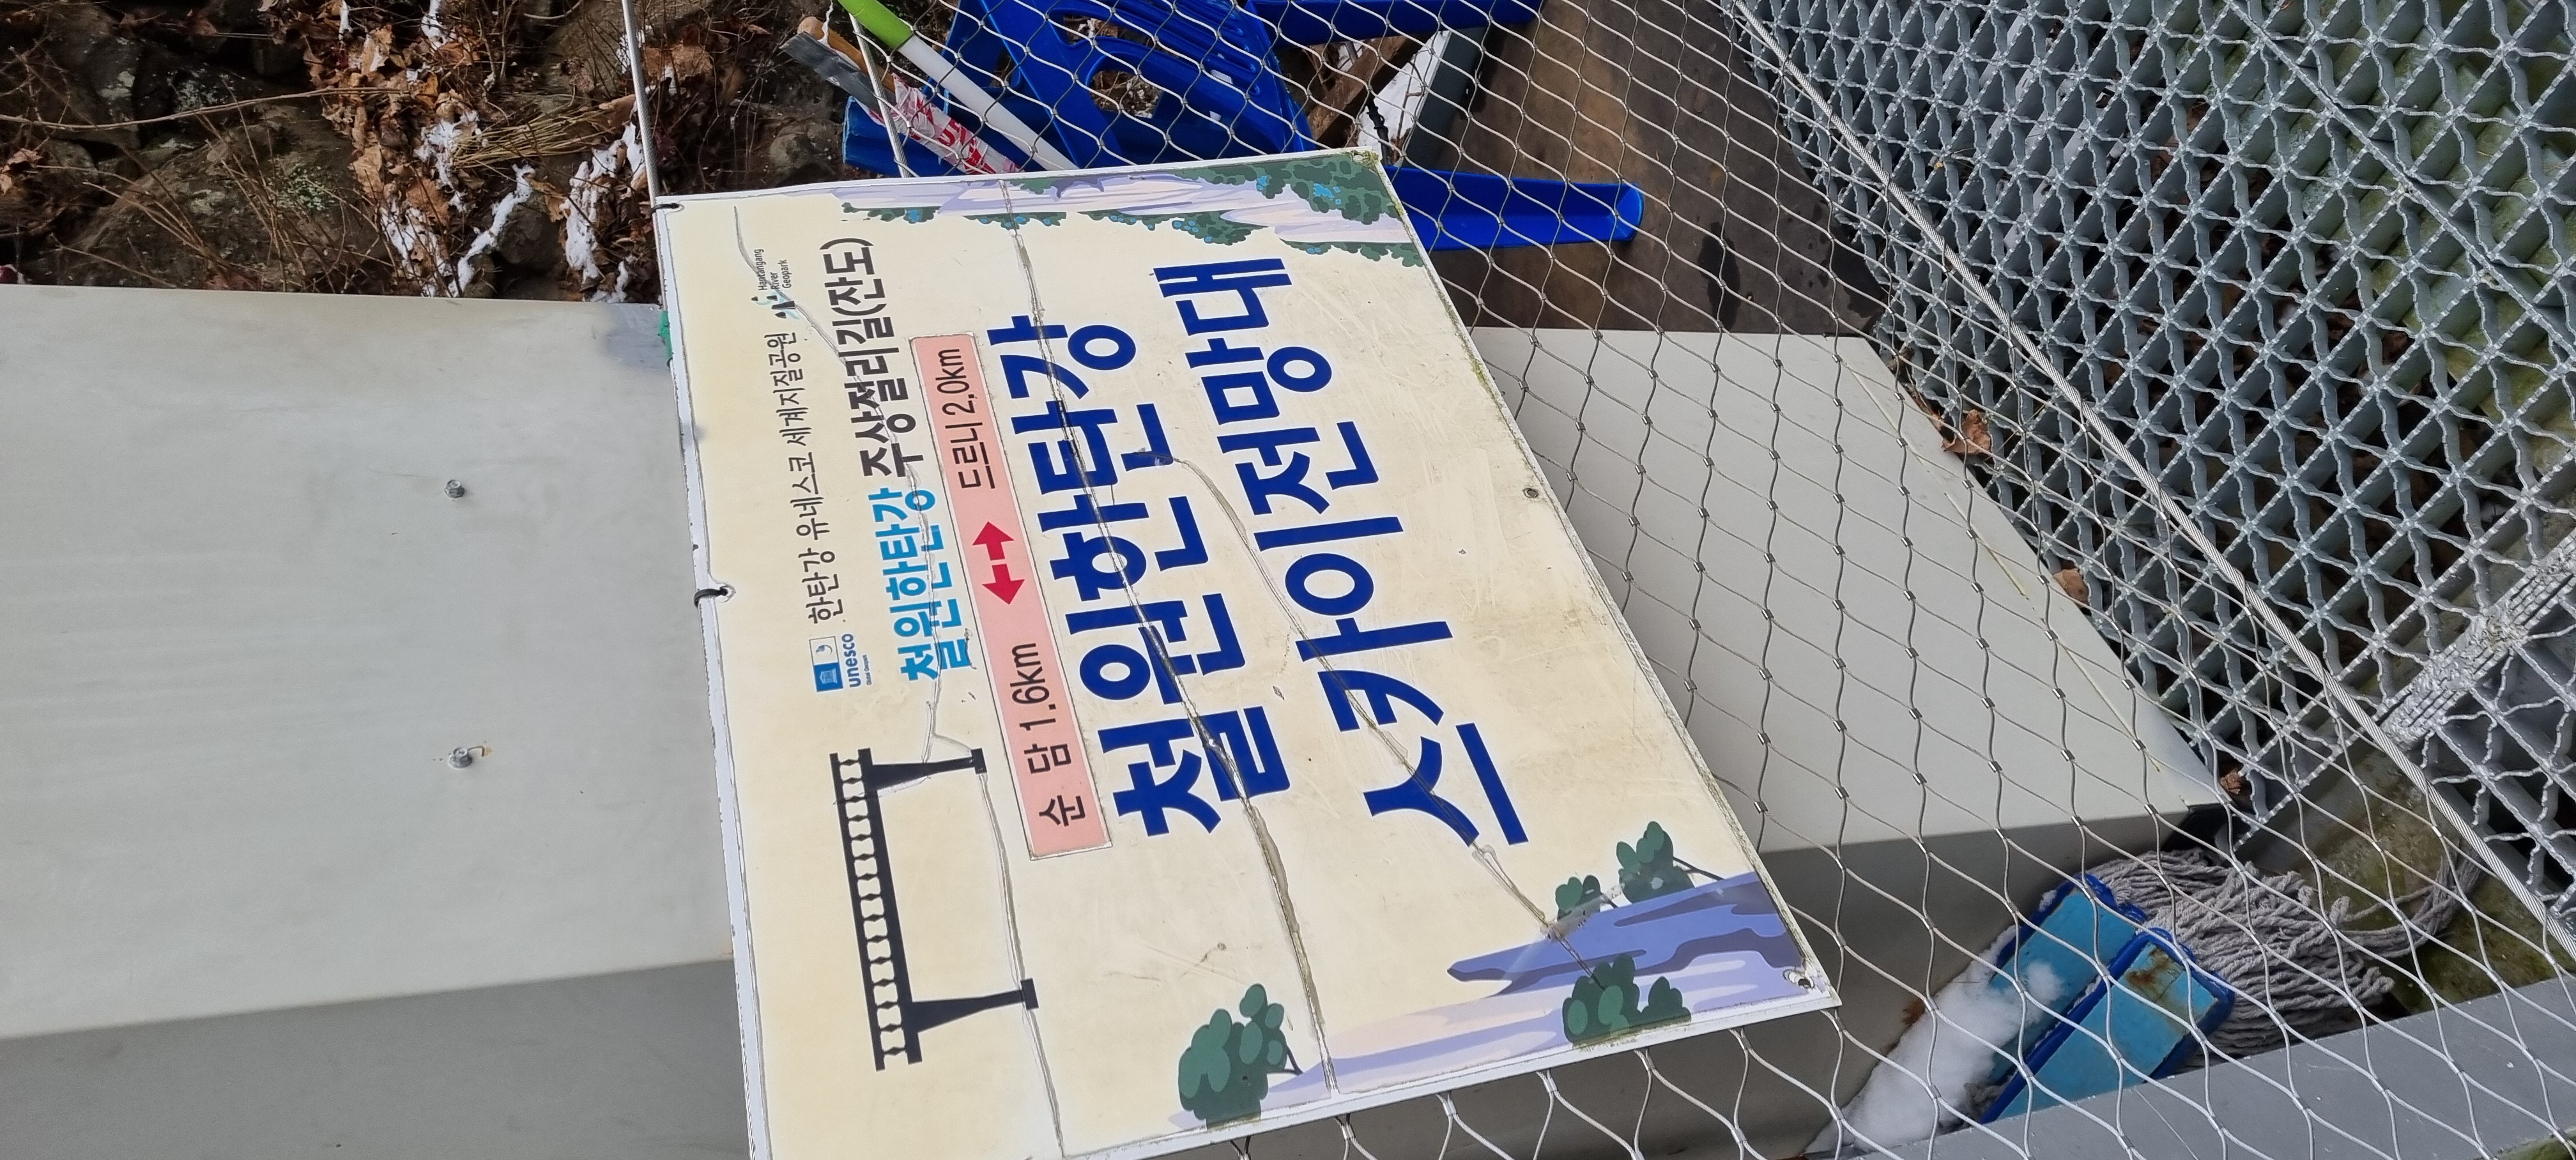 unesco
한탄강 유네스코 세계지질공원
Hantangang
River
Geopark
철원한탄강 주상절리길(잔도)
순 담 1.6km ↔ 드르니 2.0km
철원한탄강
스카이전망대